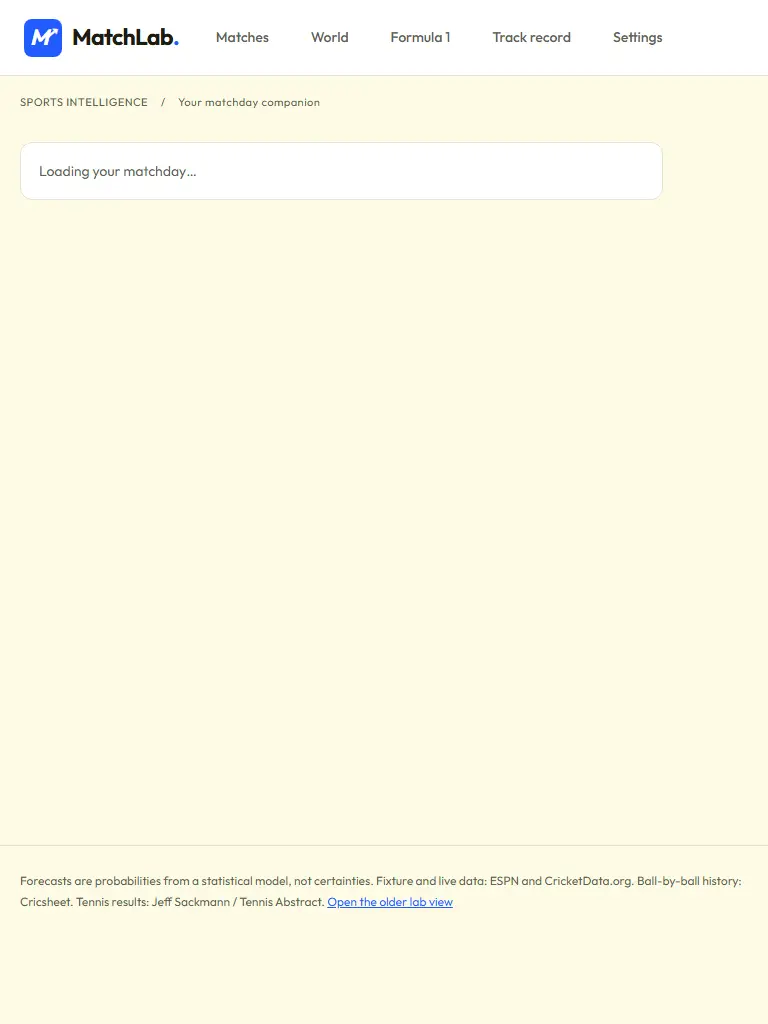 MatchLab.
Matches
World
Formula 1
Track record
Settings
SPORTS INTELLIGENCE / Your matchday companion
Loading your matchday…
Forecasts are probabilities from a statistical model, not certainties. Fixture and live data: ESPN and CricketData.org. Ball-by-ball history:
Cricsheet. Tennis results: Jeff Sackmann / Tennis Abstract. Open the older lab view